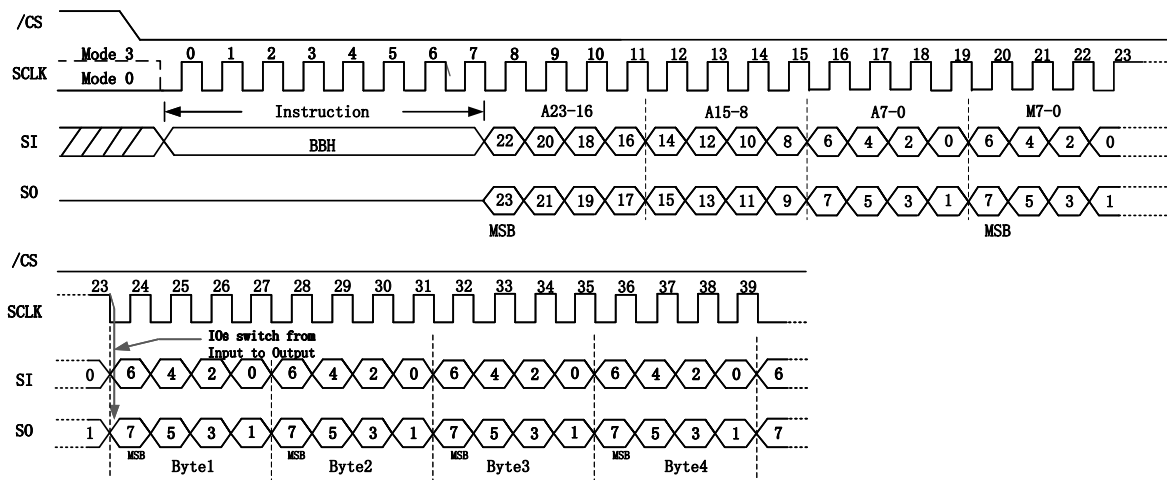 /CS
Mode 3 0 1 2 3 4 5 6 7 8 9 10 11 12 13 14 15 16 17 18 19 20 21 22 23
SCLK
Mode 0
Instruction A23-16 A15-8 A7-0 M7-0
SI BBH 22 20 18 16 14 12 10 8 6 4 2 0 6 4 2 0
SO 23 21 19 17 15 13 11 9 7 5 3 1 7 5 3 1
MSB MSB
/CS
23 24 25 26 27 28 29 30 31 32 33 34 35 36 37 38 39
SCLK
IOs switch from
Input to Output
SI 0 6 4 2 0 6 4 2 0 6 4 2 0 6 4 2 0 6
SO 1 7 5 3 1 7 5 3 1 7 5 3 1 7 5 3 1 7
MSB MSB MSB MSB
Byte1 Byte2 Byte3 Byte4